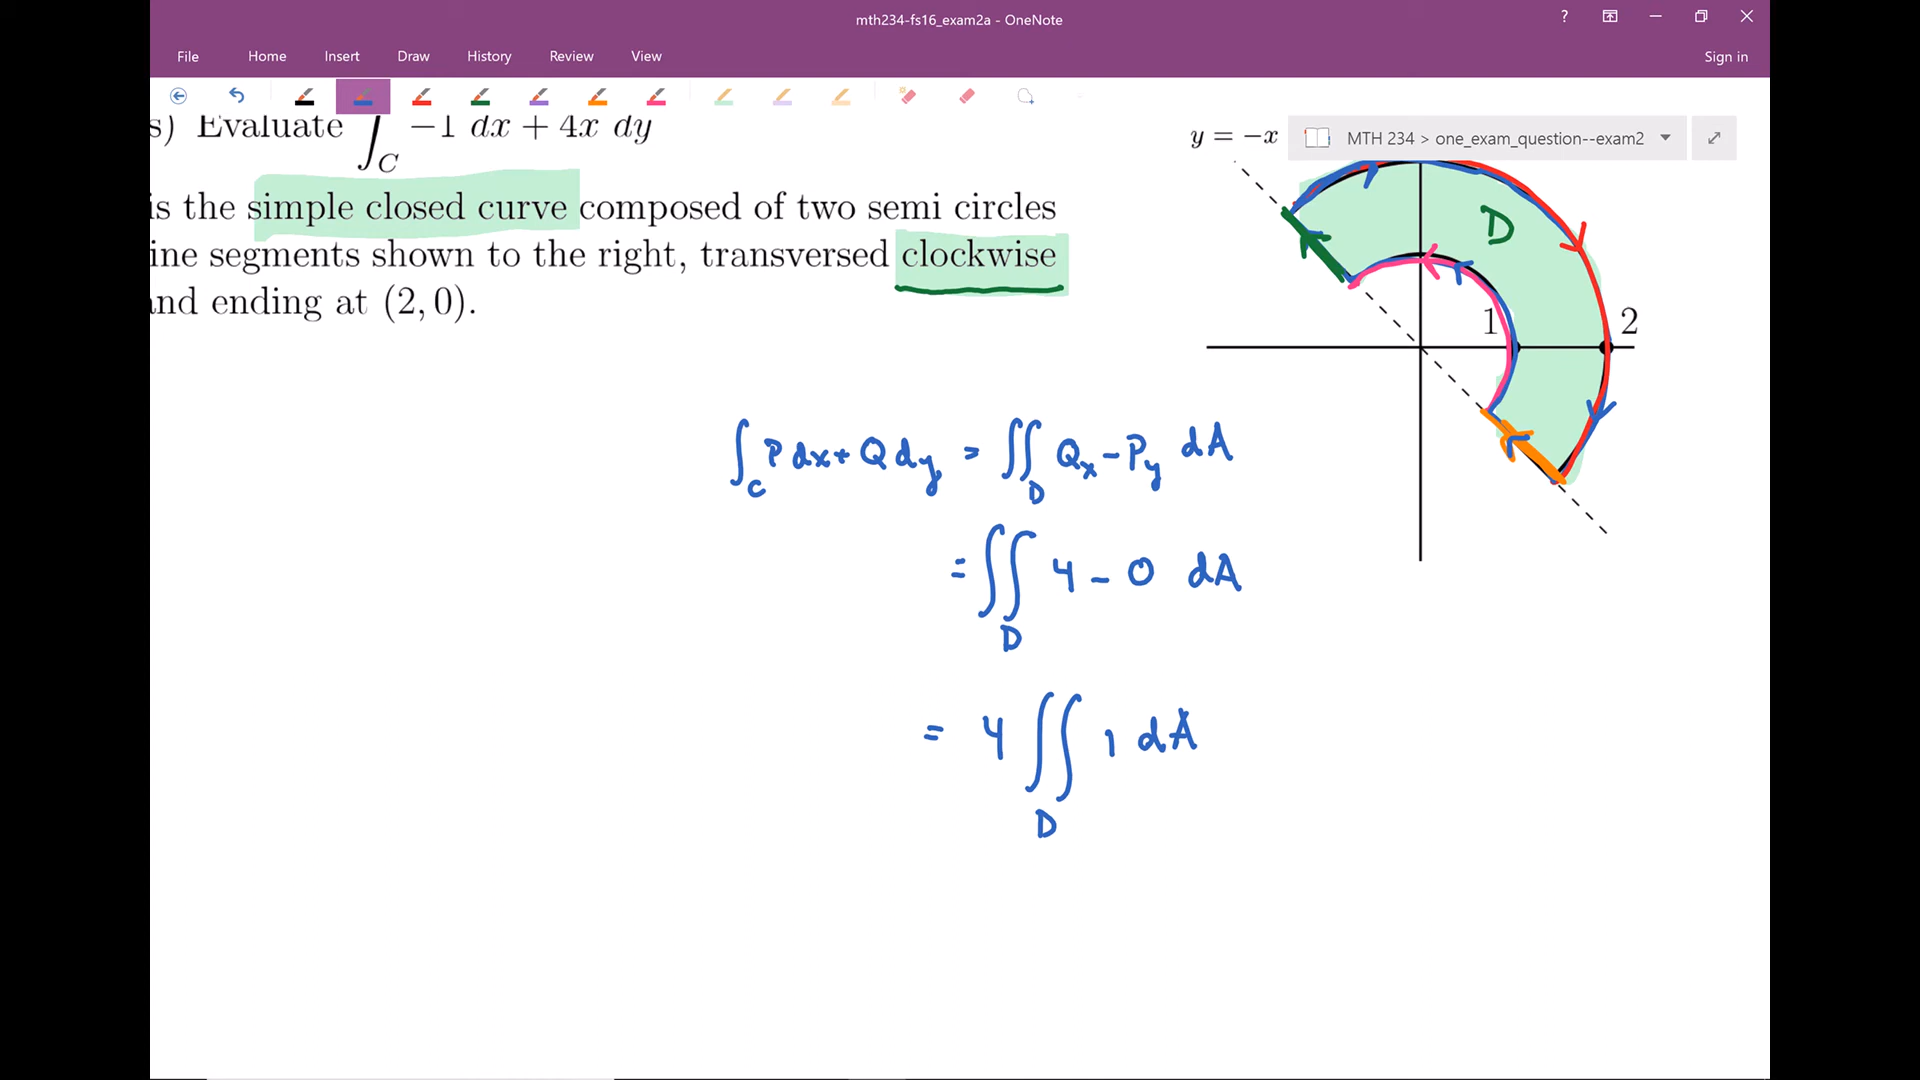 mth234-fs16_exam2a - OneNote
?
File Home Insert Draw History Review View Sign in
s) Evaluate ∫_C −1 dx + 4x dy
is the simple closed curve composed of two semi circles
ine segments shown to the right, transversed clockwise
and ending at (2, 0).
y = −x
MTH 234 > one_exam_question--exam2
D
1
2
∫_C P dx + Q dy = ∬_D Q_x − P_y dA
= ∬_D 4 − 0 dA
= 4 ∬_D 1 dA